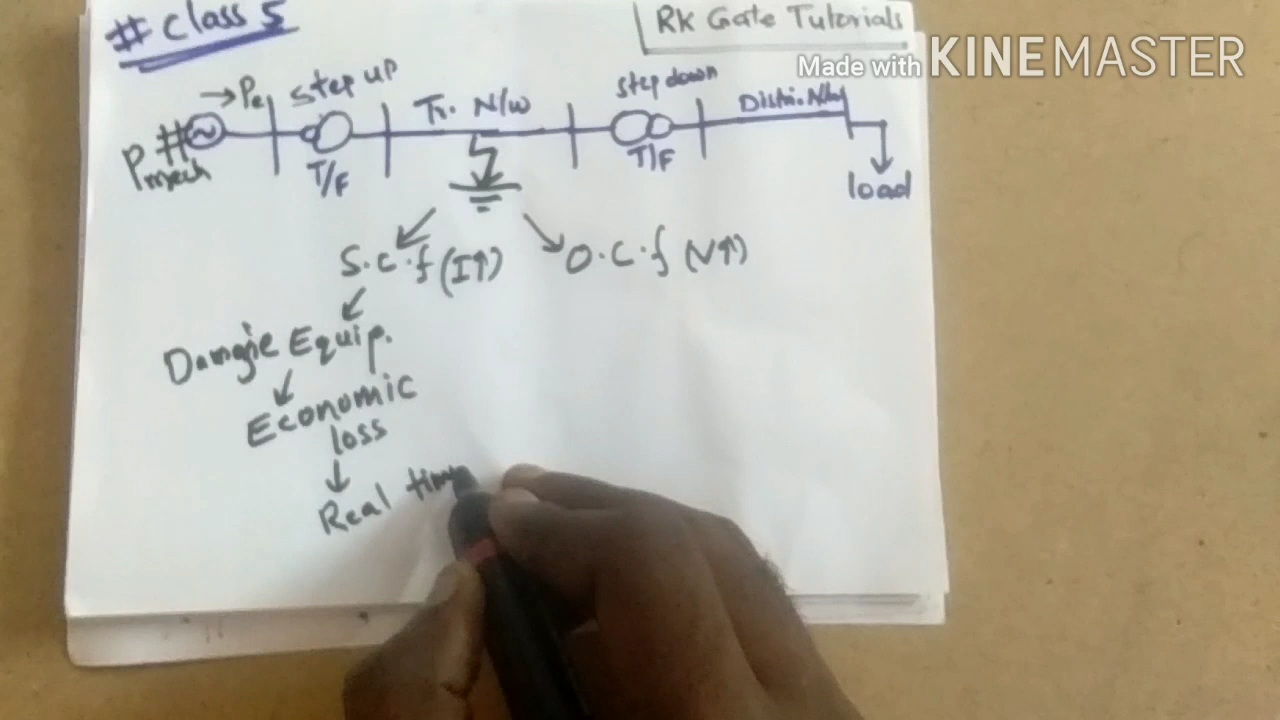 # Class 5
Rk Gate Tutorials
Made with KINEMASTER
→ Pe
Step up
Tr. N/w
Step down
Distri. N/w
Pmech
T/F
T/F
load
S.C.f (I↑)
O.C.f (V↑)
Damage Equip.
Economic
loss
Real time